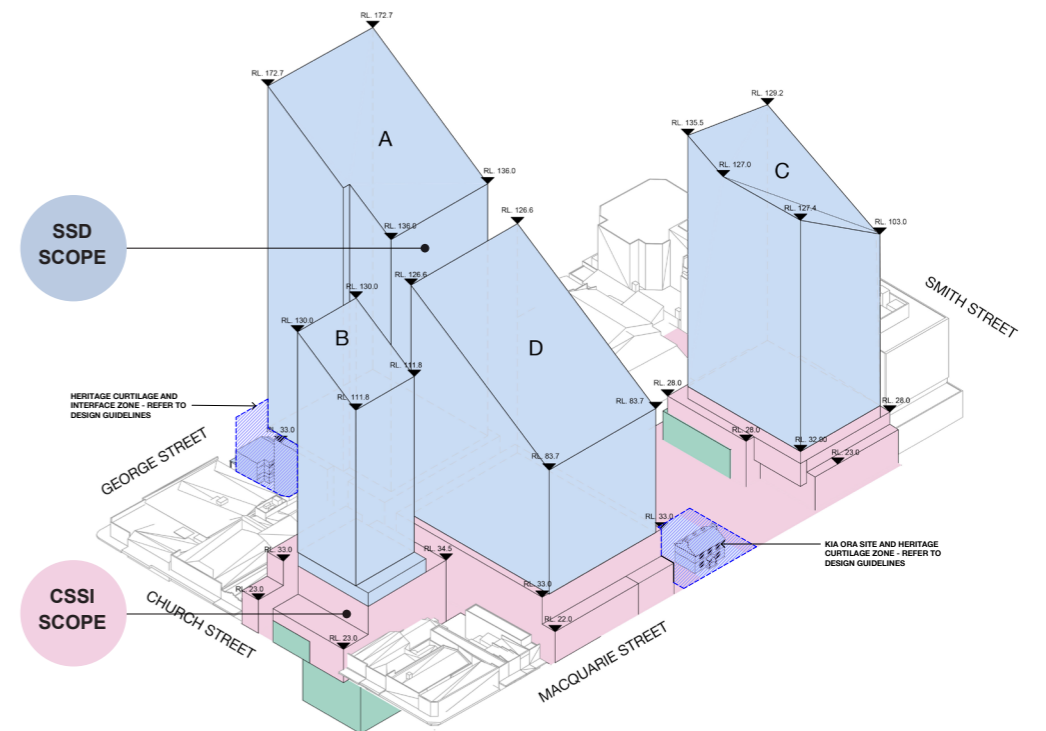 RL. 172.7
RL. 172.7
A
RL. 136.0
RL. 136.0
RL. 129.2
RL. 135.5
RL. 127.0
C
RL. 127.4
RL. 103.0
SSD
SCOPE
RL. 126.6
RL. 126.6
RL. 130.0
RL. 130.0
B
D
RL. 111.8
RL. 111.8
SMITH STREET
HERITAGE CURTILAGE AND
INTERFACE ZONE - REFER TO
DESIGN GUIDELINES
RL. 33.0
GEORGE STREET
RL. 83.7
RL. 83.7
RL. 28.0
RL. 28.0
RL. 28.0
RL. 32.90
RL. 23.0
RL. 33.0
KIA ORA SITE AND HERITAGE
CURTILAGE ZONE - REFER TO
DESIGN GUIDELINES
RL. 33.0
RL. 34.5
RL. 23.0
RL. 33.0
RL. 22.0
CSSI
SCOPE
CHURCH STREET
RL. 23.0
MACQUARIE STREET